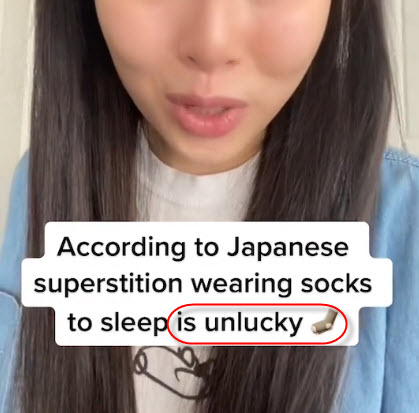 According to Japanese
superstition wearing socks
to sleep is unlucky 🧦